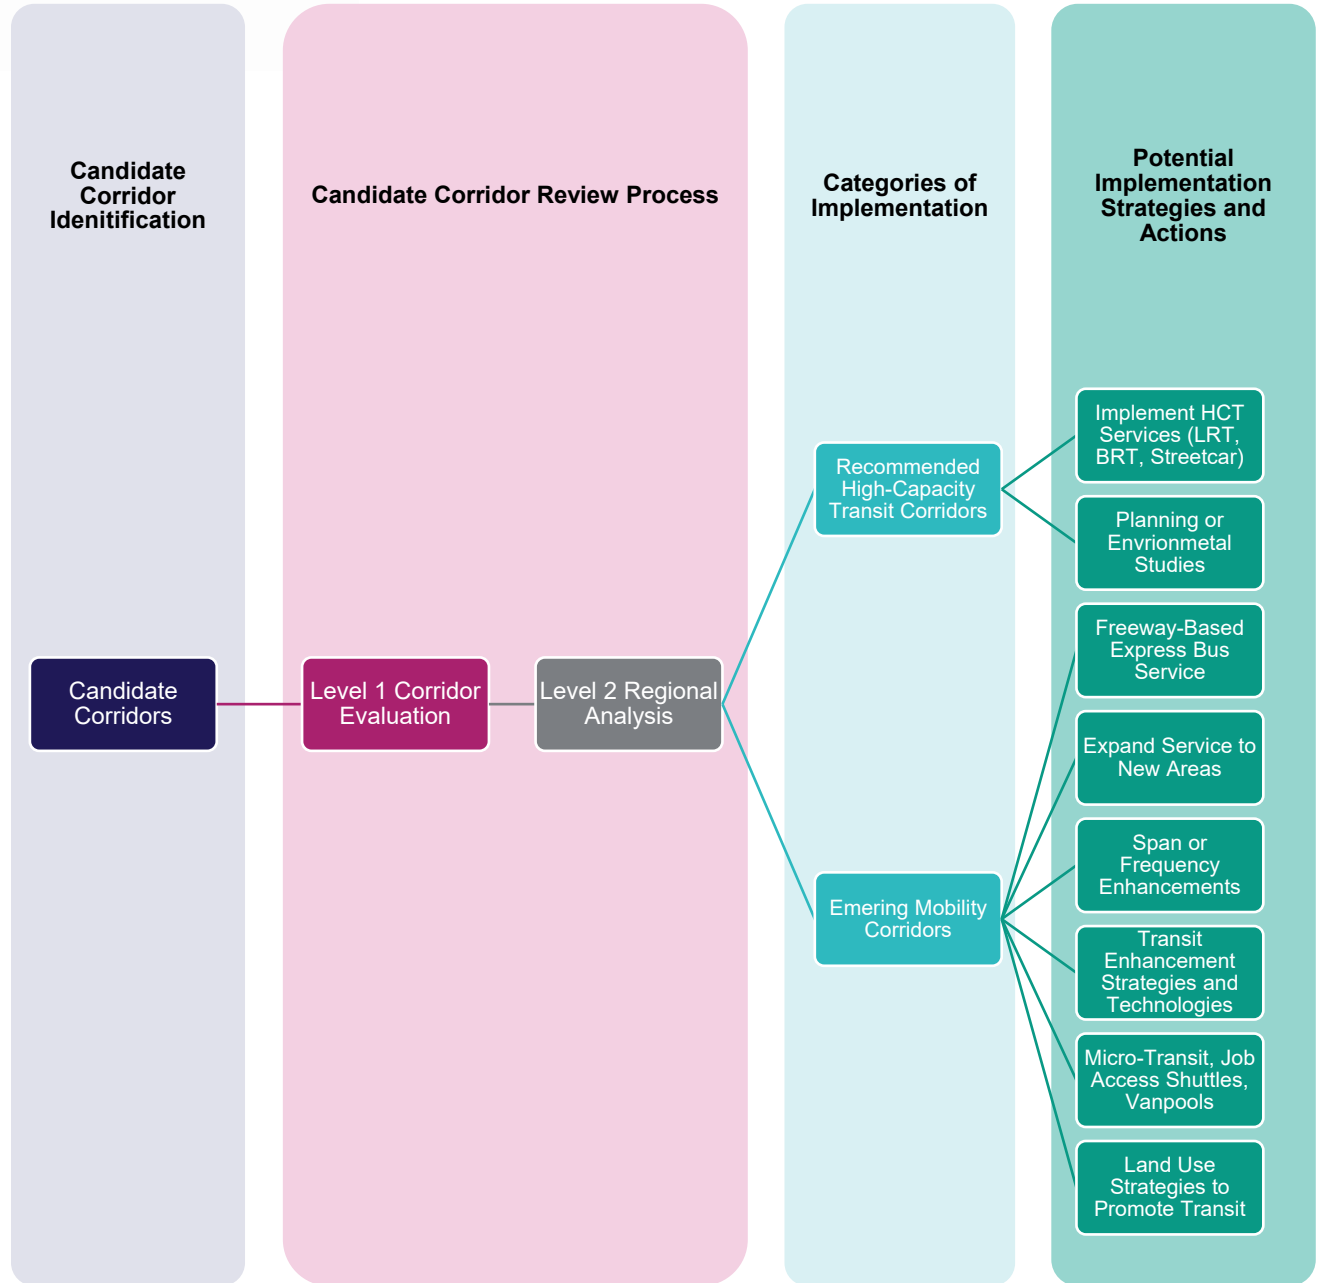 Candidate
Corridor
Idenitification
Candidate Corridor Review Process
Categories of
Implementation
Potential
Implementation
Strategies and
Actions
Candidate
Corridors
Level 1 Corridor
Evaluation
Level 2 Regional
Analysis
Recommended
High-Capacity
Transit Corridors
Emering Mobility
Corridors
Implement HCT
Services (LRT,
BRT, Streetcar)
Planning or
Envrionmetal
Studies
Freeway-Based
Express Bus
Service
Expand Service to
New Areas
Span or
Frequency
Enhancements
Transit
Enhancement
Strategies and
Technologies
Micro-Transit, Job
Access Shuttles,
Vanpools
Land Use
Strategies to
Promote Transit